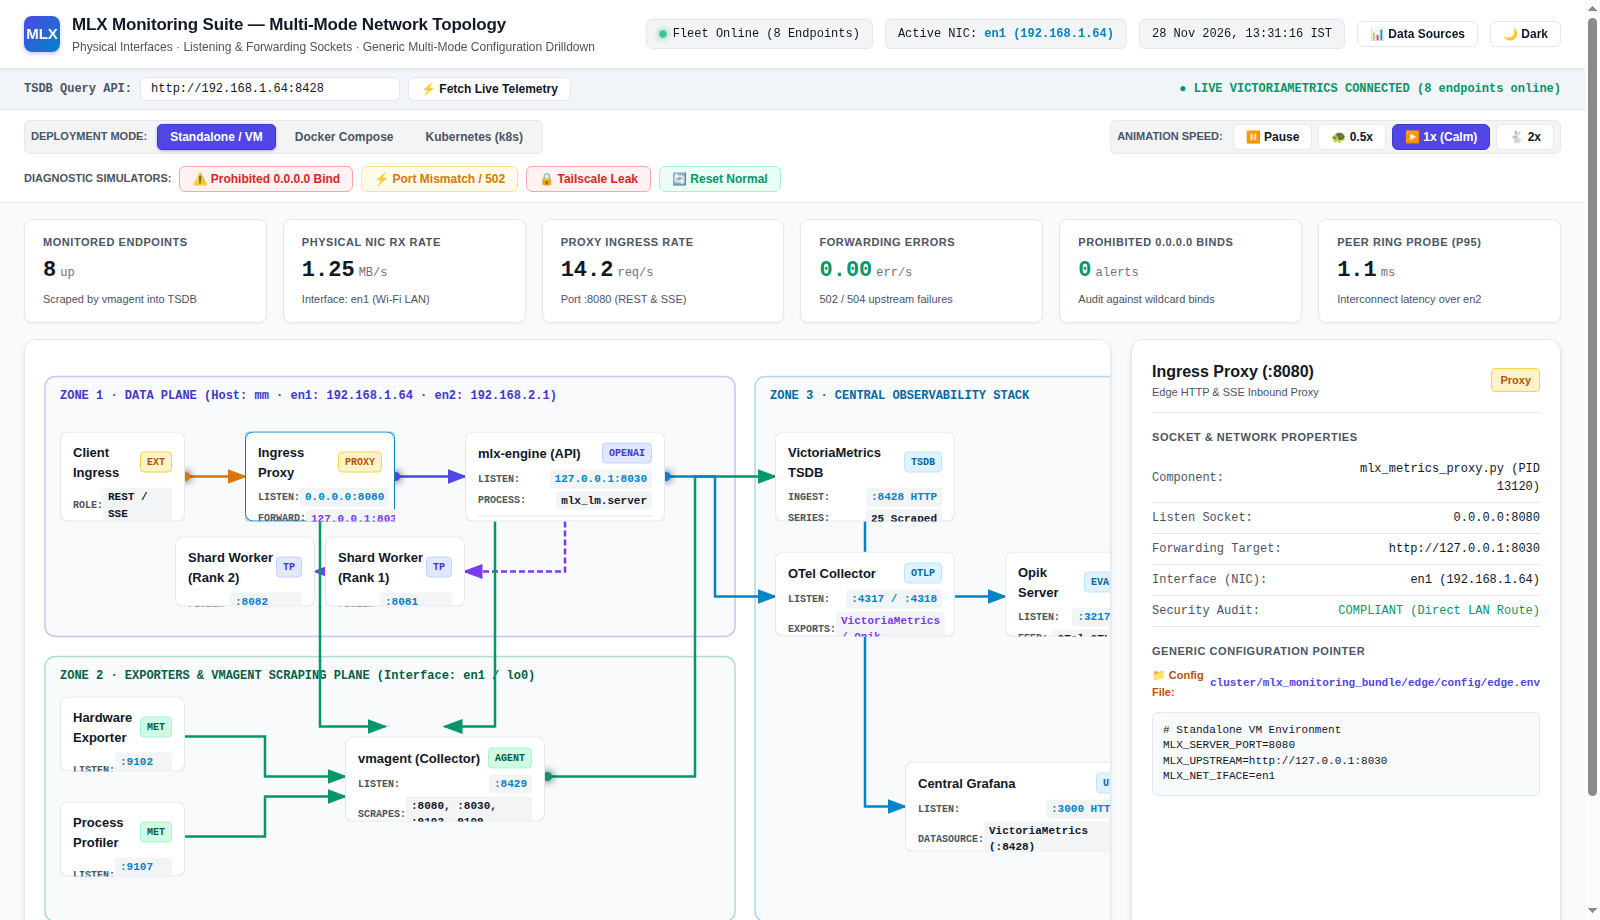 MLX
MLX Monitoring Suite — Multi-Mode Network Topology
Physical Interfaces · Listening & Forwarding Sockets · Generic Multi-Mode Configuration Drilldown
Fleet Online (8 Endpoints)
Active NIC: en1 (192.168.1.64)
28 Nov 2026, 13:31:16 IST
📊 Data Sources
🌙 Dark
TSDB Query API: http://192.168.1.64:8428
⚡ Fetch Live Telemetry
● LIVE VICTORIAMETRICS CONNECTED (8 endpoints online)
DEPLOYMENT MODE: Standalone / VM Docker Compose Kubernetes (k8s)
ANIMATION SPEED: ⏸️ Pause 🐢 0.5x ▶️ 1x (Calm) 🐇 2x
DIAGNOSTIC SIMULATORS: ⚠️ Prohibited 0.0.0.0 Bind ⚡ Port Mismatch / 502 🔒 Tailscale Leak 🔄 Reset Normal
MONITORED ENDPOINTS
8 up
Scraped by vmagent into TSDB
PHYSICAL NIC RX RATE
1.25 MB/s
Interface: en1 (Wi-Fi LAN)
PROXY INGRESS RATE
14.2 req/s
Port :8080 (REST & SSE)
FORWARDING ERRORS
0.00 err/s
502 / 504 upstream failures
PROHIBITED 0.0.0.0 BINDS
0 alerts
Audit against wildcard binds
PEER RING PROBE (P95)
1.1 ms
Interconnect latency over en2
ZONE 1 · DATA PLANE (Host: mm · en1: 192.168.1.64 · en2: 192.168.2.1)
Client
Ingress
EXT
ROLE: REST /
SSE
Ingress
Proxy
PROXY
LISTEN: 0.0.0.0:8080
FORWARD: 127.0.0.1:803
mlx-engine (API)
OPENAI
LISTEN: 127.0.0.1:8030
PROCESS: mlx_lm.server
Shard Worker
(Rank 2)
TP
:8082
Shard Worker
(Rank 1)
TP
:8081
ZONE 2 · EXPORTERS & VMAGENT SCRAPING PLANE (Interface: en1 / lo0)
Hardware
Exporter
MET
LISTEN: :9102
Process
Profiler
MET
LISTEN: :9107
vmagent (Collector)
AGENT
LISTEN: :8429
SCRAPES: :8080, :8030,
ZONE 3 · CENTRAL OBSERVABILITY STACK
VictoriaMetrics
TSDB
TSDB
INGEST: :8428 HTTP
SERIES: 25 Scraped
OTel Collector
OTLP
LISTEN: :4317 / :4318
EXPORTS: VictoriaMetrics
/ Opik
Opik
Server
EVA
LISTEN: :3217
Central Grafana
LISTEN: :3000 HTT
DATASOURCE: VictoriaMetrics
(:8428)
Ingress Proxy (:8080)
Edge HTTP & SSE Inbound Proxy
Proxy
SOCKET & NETWORK PROPERTIES
Component: mlx_metrics_proxy.py (PID
13120)
Listen Socket: 0.0.0.0:8080
Forwarding Target: http://127.0.0.1:8030
Interface (NIC): en1 (192.168.1.64)
Security Audit: COMPLIANT (Direct LAN Route)
GENERIC CONFIGURATION POINTER
📁 Config
File:
cluster/mlx_monitoring_bundle/edge/config/edge.env
# Standalone VM Environment
MLX_SERVER_PORT=8080
MLX_UPSTREAM=http://127.0.0.1:8030
MLX_NET_IFACE=en1